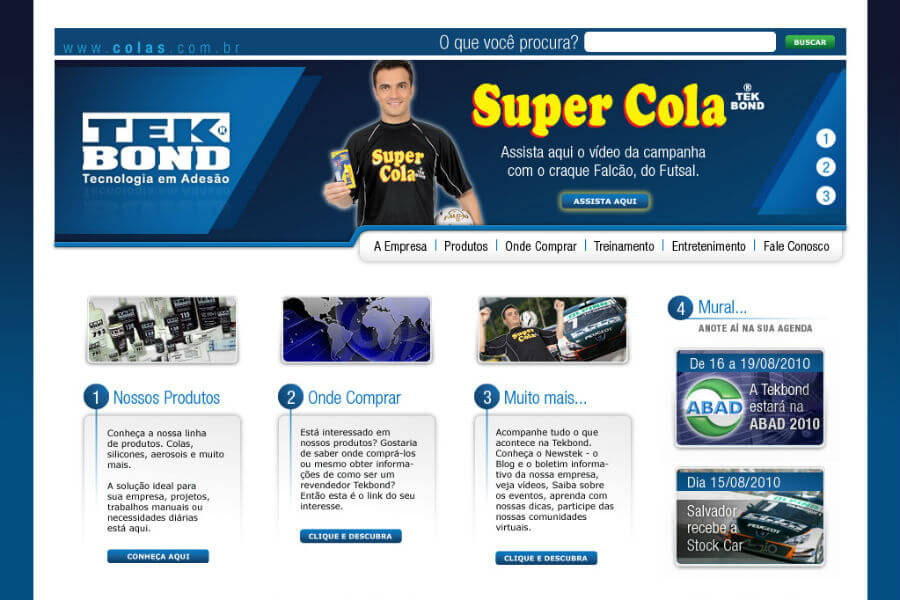 www.colas.com.br
O que você procura?
BUSCAR
TEK ®
BOND
Tecnologia em Adesão
Super
Cola
Super Cola ® TEK
BOND
Assista aqui o vídeo da campanha
com o craque Falcão, do Futsal.
ASSISTA AQUI
1
2
3
A Empresa | Produtos | Onde Comprar | Treinamento | Entretenimento | Fale Conosco
1 Nossos Produtos
Conheça a nossa linha
de produtos. Colas,
silicones, aerosois e muito
mais.
A solução ideal para
sua empresa, projetos,
trabalhos manuais ou
necessidades diárias
está aqui.
CONHEÇA AQUI
2 Onde Comprar
Está interessado em
nossos produtos? Gostaria
de saber onde comprá-los
ou mesmo obter informa-
ções de como ser um
revendedor Tekbond?
Então esta é o link do seu
interesse.
CLIQUE E DESCUBRA
Super
Cola
PEUGEOT
3 Muito mais...
Acompanhe tudo o que
acontece na Tekbond.
Conheça o Newstek - o
Blog e o boletim informa-
tivo da nossa empresa,
veja vídeos, Saiba sobre
os eventos, aprenda com
nossas dicas, participe das
nossas comunidades
virtuais.
CLIQUE E DESCUBRA
4 Mural...
ANOTE AÍ NA SUA AGENDA
De 16 a 19/08/2010
ABAD
A Tekbond
estará na
ABAD 2010
Dia 15/08/2010
Salvador
recebe a
Stock Car
PEUGEOT